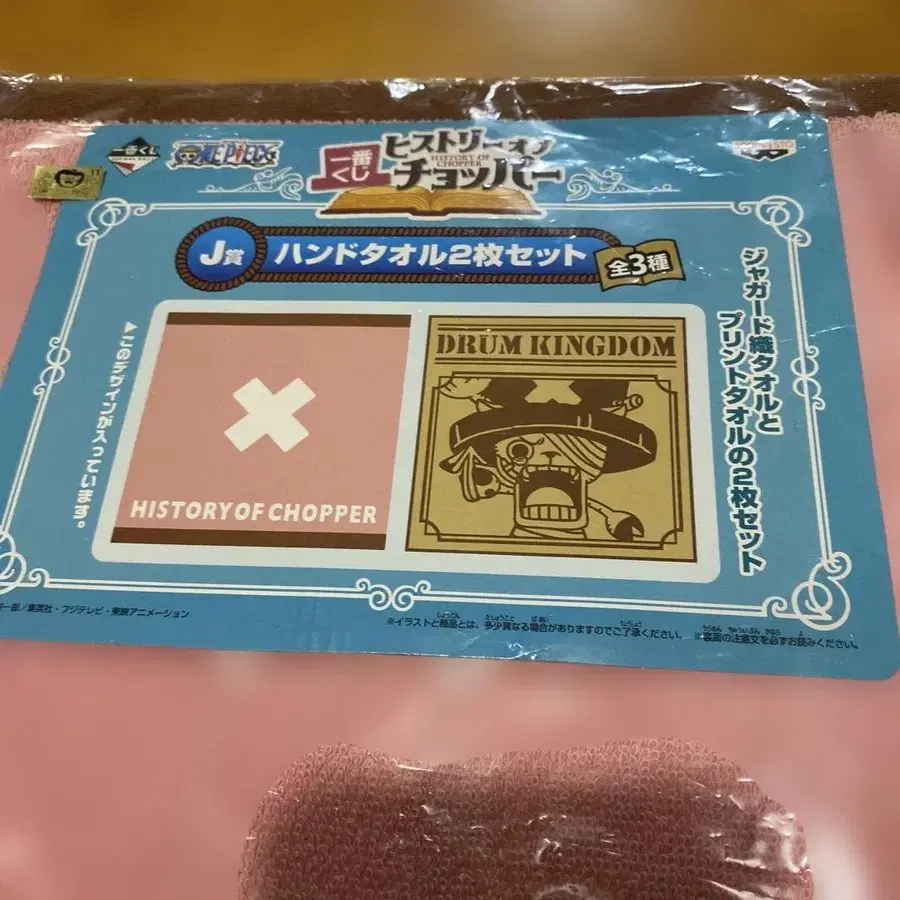 一番くじ
ONE PIECE
一番くじ
ヒストリーオブ
HISTORY OF
CHOPPER
チョッパー
BANPRESTO
J賞
ハンドタオル2枚セット
全3種
ジャガード織タオルと
プリントタオルの2枚セット
▼このデザインが入っています。
HISTORY OF CHOPPER
DRUM KINGDOM
一郎/集英社・フジテレビ・東映アニメーション
※イラストと商品とは、多少異なる場合がありますのでご了承ください。
※裏面の注意文を必ずお読みください。